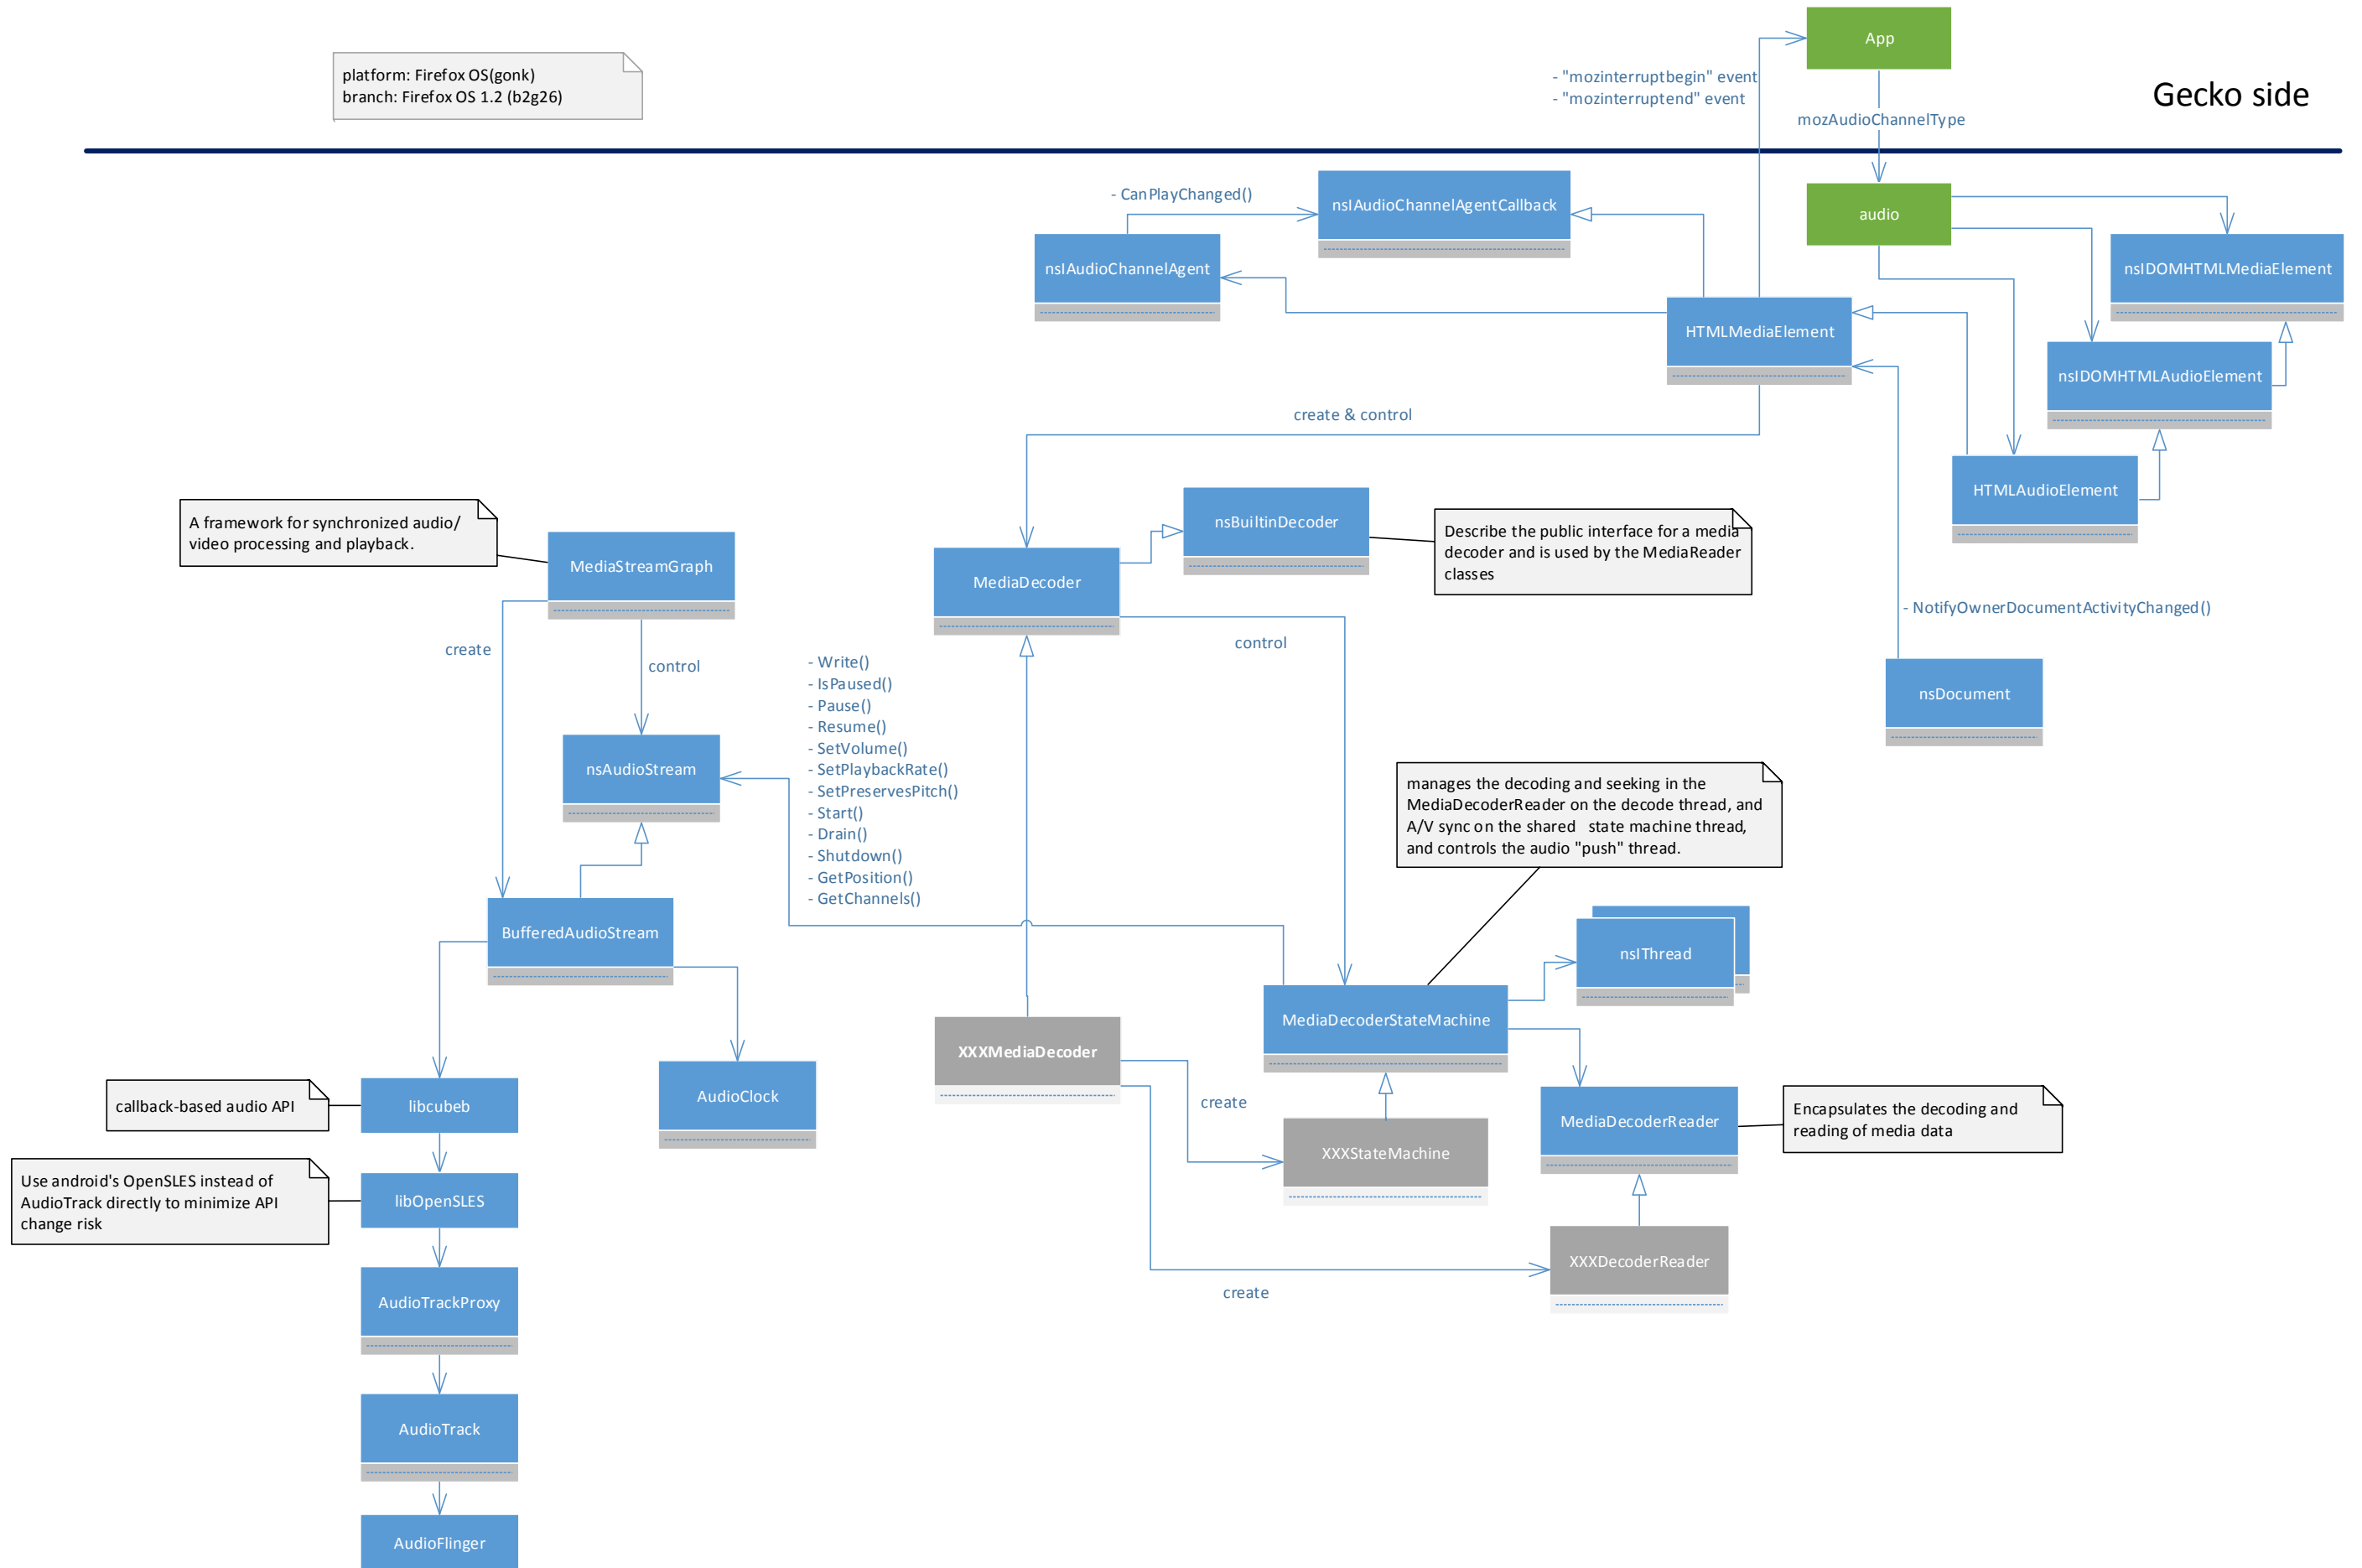 App
platform: Firefox OS(gonk)
branch: Firefox OS 1.2 (b2g26)
- "mozinterruptbegin" event
- "mozinterruptend" event
Gecko side
mozAudioChannelType
- CanPlayChanged()
nsIAudioChannelAgentCallback
audio
nsIAudioChannelAgent
nsIDOMHTMLMediaElement
HTMLMediaElement
nsIDOMHTMLAudioElement
create & control
HTMLAudioElement
A framework for synchronized audio/
video processing and playback.
nsBuiltinDecoder
Describe the public interface for a media
decoder and is used by the MediaReader
classes
MediaStreamGraph
MediaDecoder
- NotifyOwnerDocumentActivityChanged()
create
control
control
- Write()
- IsPaused()
- Pause()
- Resume()
- SetVolume()
- SetPlaybackRate()
- SetPreservesPitch()
- Start()
- Drain()
- Shutdown()
- GetPosition()
- GetChannels()
nsDocument
nsAudioStream
manages the decoding and seeking in the
MediaDecoderReader on the decode thread, and
A/V sync on the shared state machine thread,
and controls the audio "push" thread.
BufferedAudioStream
nsIThread
MediaDecoderStateMachine
XXXMediaDecoder
AudioClock
callback-based audio API
libcubeb
create
MediaDecoderReader
Encapsulates the decoding and
reading of media data
XXXStateMachine
Use android's OpenSLES instead of
AudioTrack directly to minimize API
change risk
libOpenSLES
XXXDecoderReader
create
AudioTrackProxy
AudioTrack
AudioFlinger